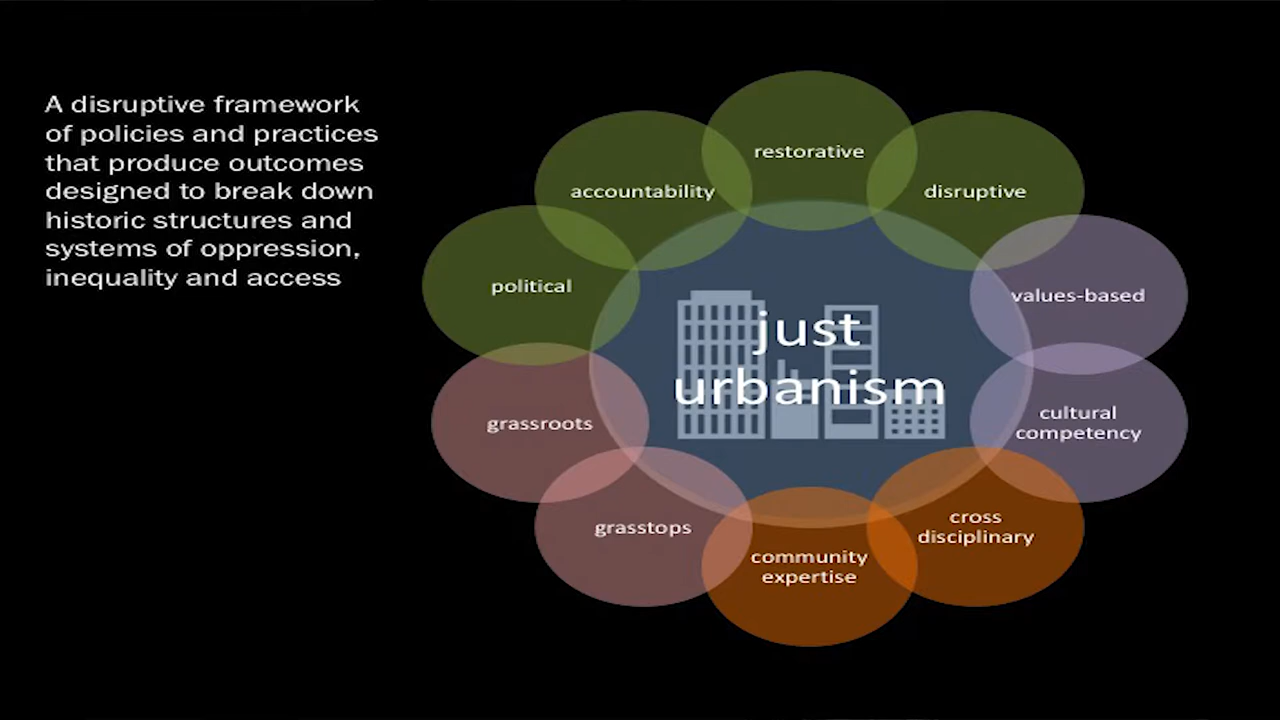 A disruptive framework
of policies and practices
that produce outcomes
designed to break down
historic structures and
systems of oppression,
inequality and access
restorative
accountability
disruptive
political
values-based
just
urbanism
grassroots
cultural
competency
grasstops
cross
disciplinary
community
expertise